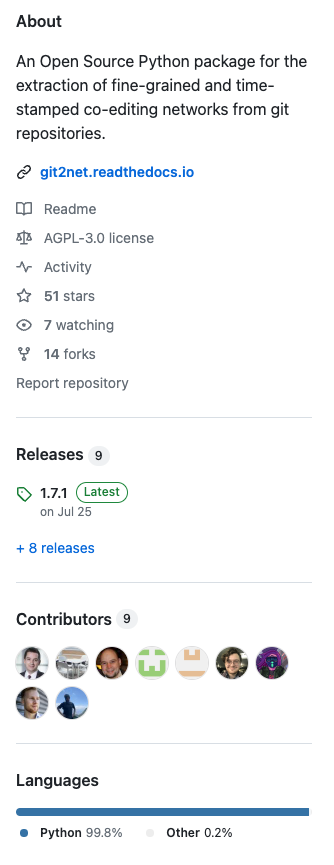 About
An Open Source Python package for the
extraction of fine-grained and time-
stamped co-editing networks from git
repositories.
git2net.readthedocs.io
Readme
AGPL-3.0 license
Activity
51 stars
7 watching
14 forks
Report repository
Releases 9
1.7.1 Latest
on Jul 25
+ 8 releases
Contributors 9
Languages
Python 99.8% Other 0.2%